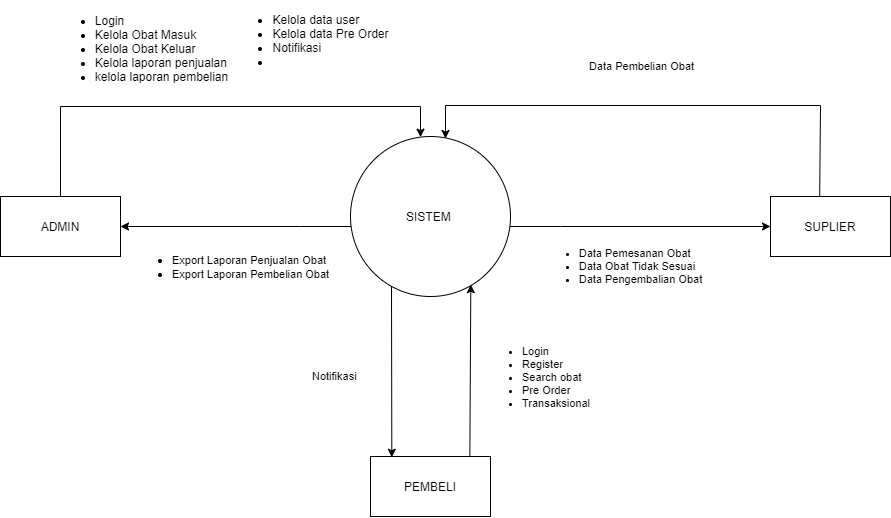 Login
Kelola Obat Masuk
Kelola Obat Keluar
Kelola laporan penjualan
kelola laporan pembelian
Kelola data user
Kelola data Pre Order
Notifikasi
Data Pembelian Obat
ADMIN
SISTEM
SUPLIER
Export Laporan Penjualan Obat
Export Laporan Pembelian Obat
Data Pemesanan Obat
Data Obat Tidak Sesuai
Data Pengembalian Obat
Notifikasi
Login
Register
Search obat
Pre Order
Transaksional
PEMBELI